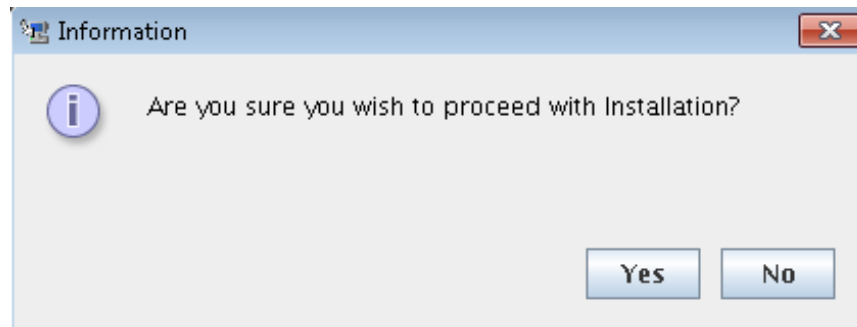 Information
Are you sure you wish to proceed with Installation?
Yes No